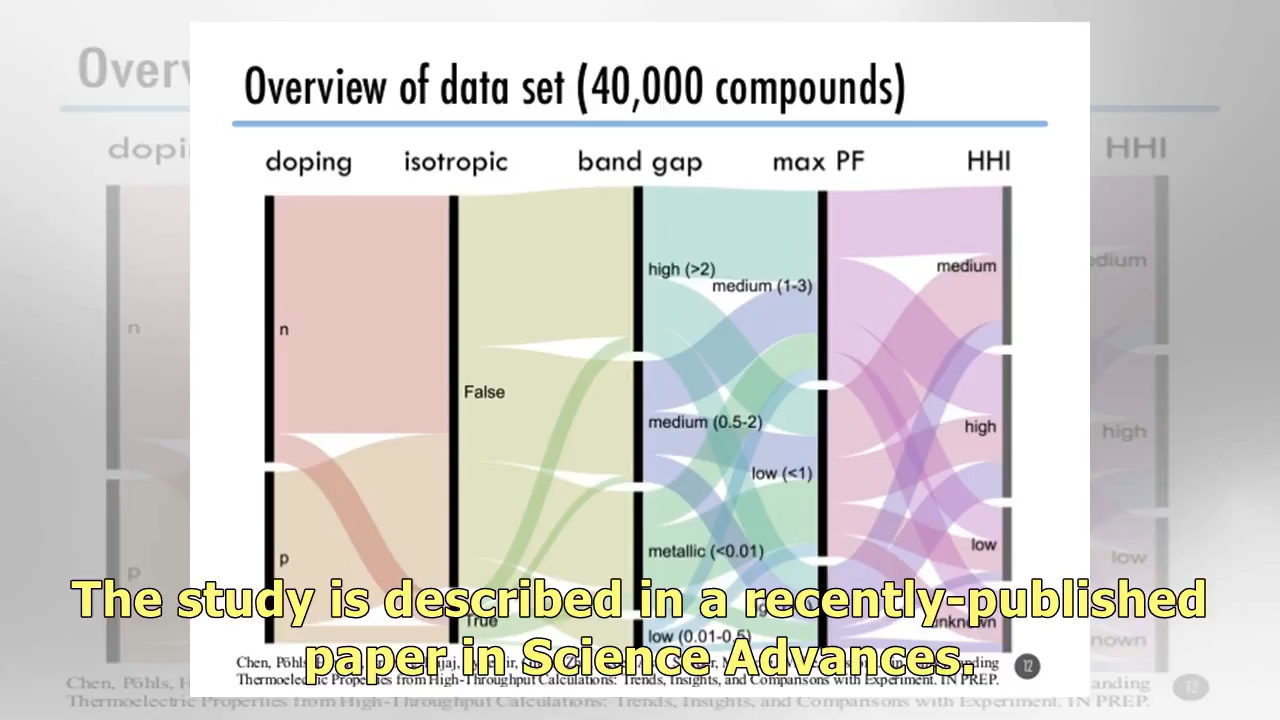 Overview of data set (40,000 compounds)
doping isotropic band gap max PF HHI
high (>2)
medium (1-3)
medium
n
False
medium (0.5-2)
high
low (<1)
metallic (<0.01)
low
p
The study is described in a recently-published
True
unknown
low (0.01-0.5)
paper in Science Advances.
Chen, Pöhls,
Thermoelectric Properties from High-Throughput Calculations: Trends, Insights, and Comparisons with Experiment. IN PREP.
12